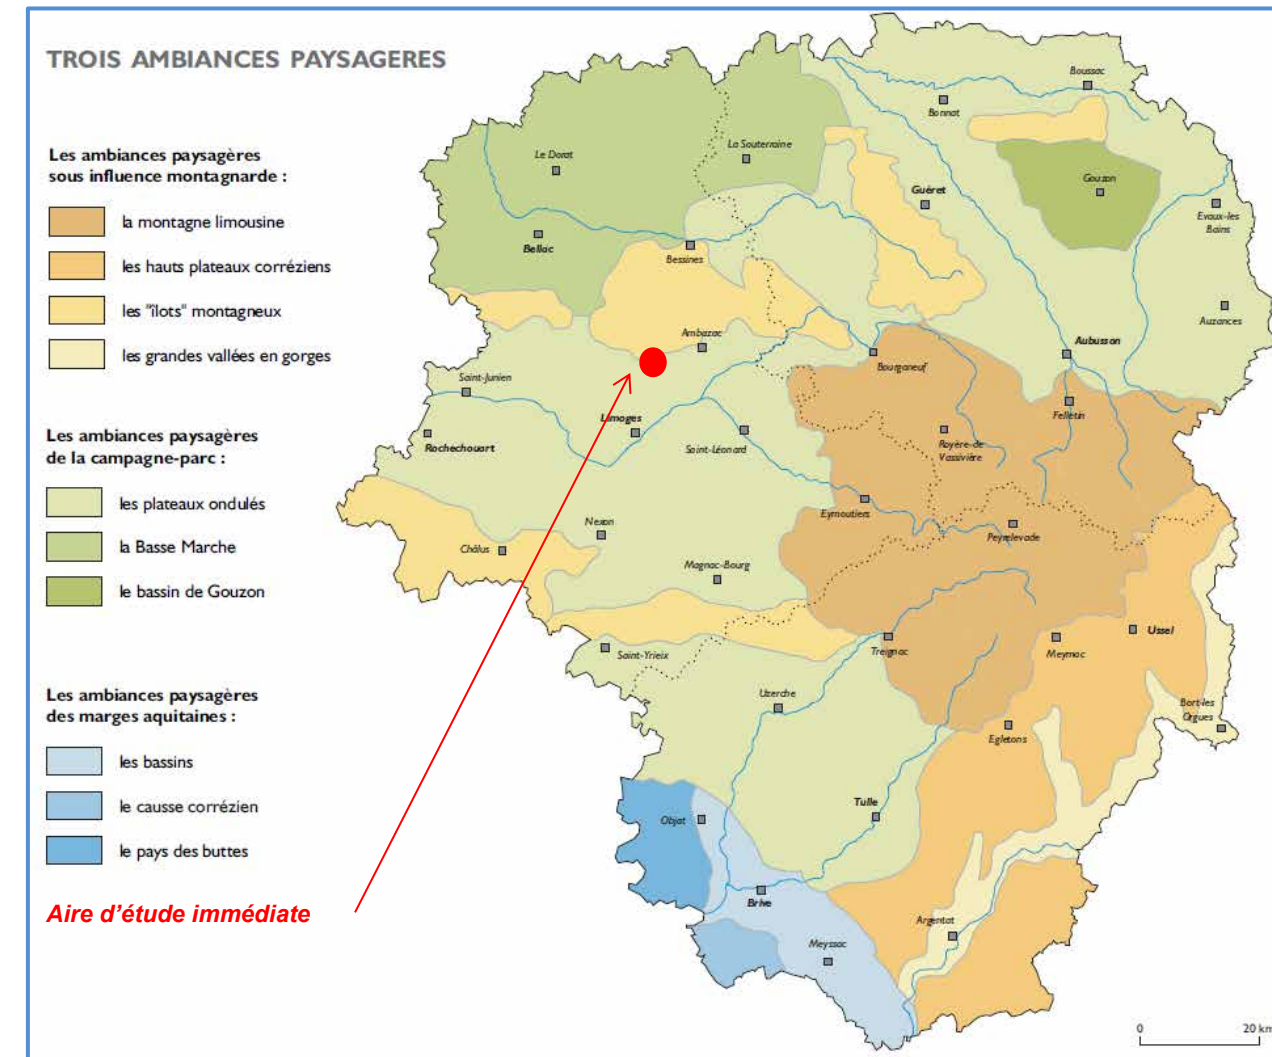 TROIS AMBIANCES PAYSAGERES
Les ambiances paysagères
sous influence montagnarde :
la montagne limousine
les hauts plateaux corréziens
les "îlots" montagneux
les grandes vallées en gorges
Les ambiances paysagères
de la campagne-parc :
les plateaux ondulés
la Basse Marche
le bassin de Gouzon
Les ambiances paysagères
des marges aquitaines :
les bassins
le causse corrézien
le pays des buttes
Aire d'étude immédiate
Boussac
Bonnat
La Souterraine
Le Dorat
Gouzon
Guéret
Evaux-les
Bains
Bellac
Bessines
Auzances
Ambazac
Aubusson
Bourganeuf
Saint-Junien
Felletin
Limoges
Rochechouart
Saint-Léonard
Royère-de
Vassivière
Eymoutiers
Nexon
Peyrelevade
Châlus
Magnac-Bourg
Ussel
Treignac
Meymac
Saint-Yrieix
Uzerche
Bort-les
Orgues
Egletons
Tulle
Objat
Brive
Argentat
Meyssac
0
20 km